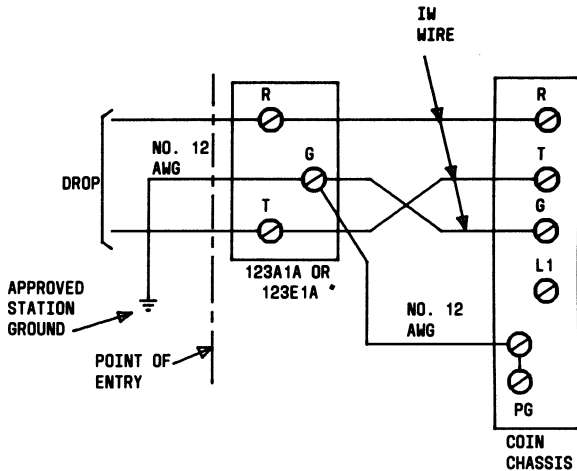 IW
WIRE
R
R
NO. 12
AWG
G
T
DROP
T
G
123A1A OR
123E1A *
L1
APPROVED
STATION
GROUND
NO. 12
AWG
POINT OF
ENTRY
PG
COIN
CHASSIS